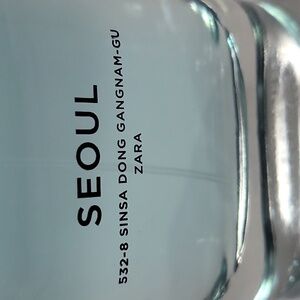 SEOUL
532-8 SINSA DONG GANGNAM-GU
ZARA